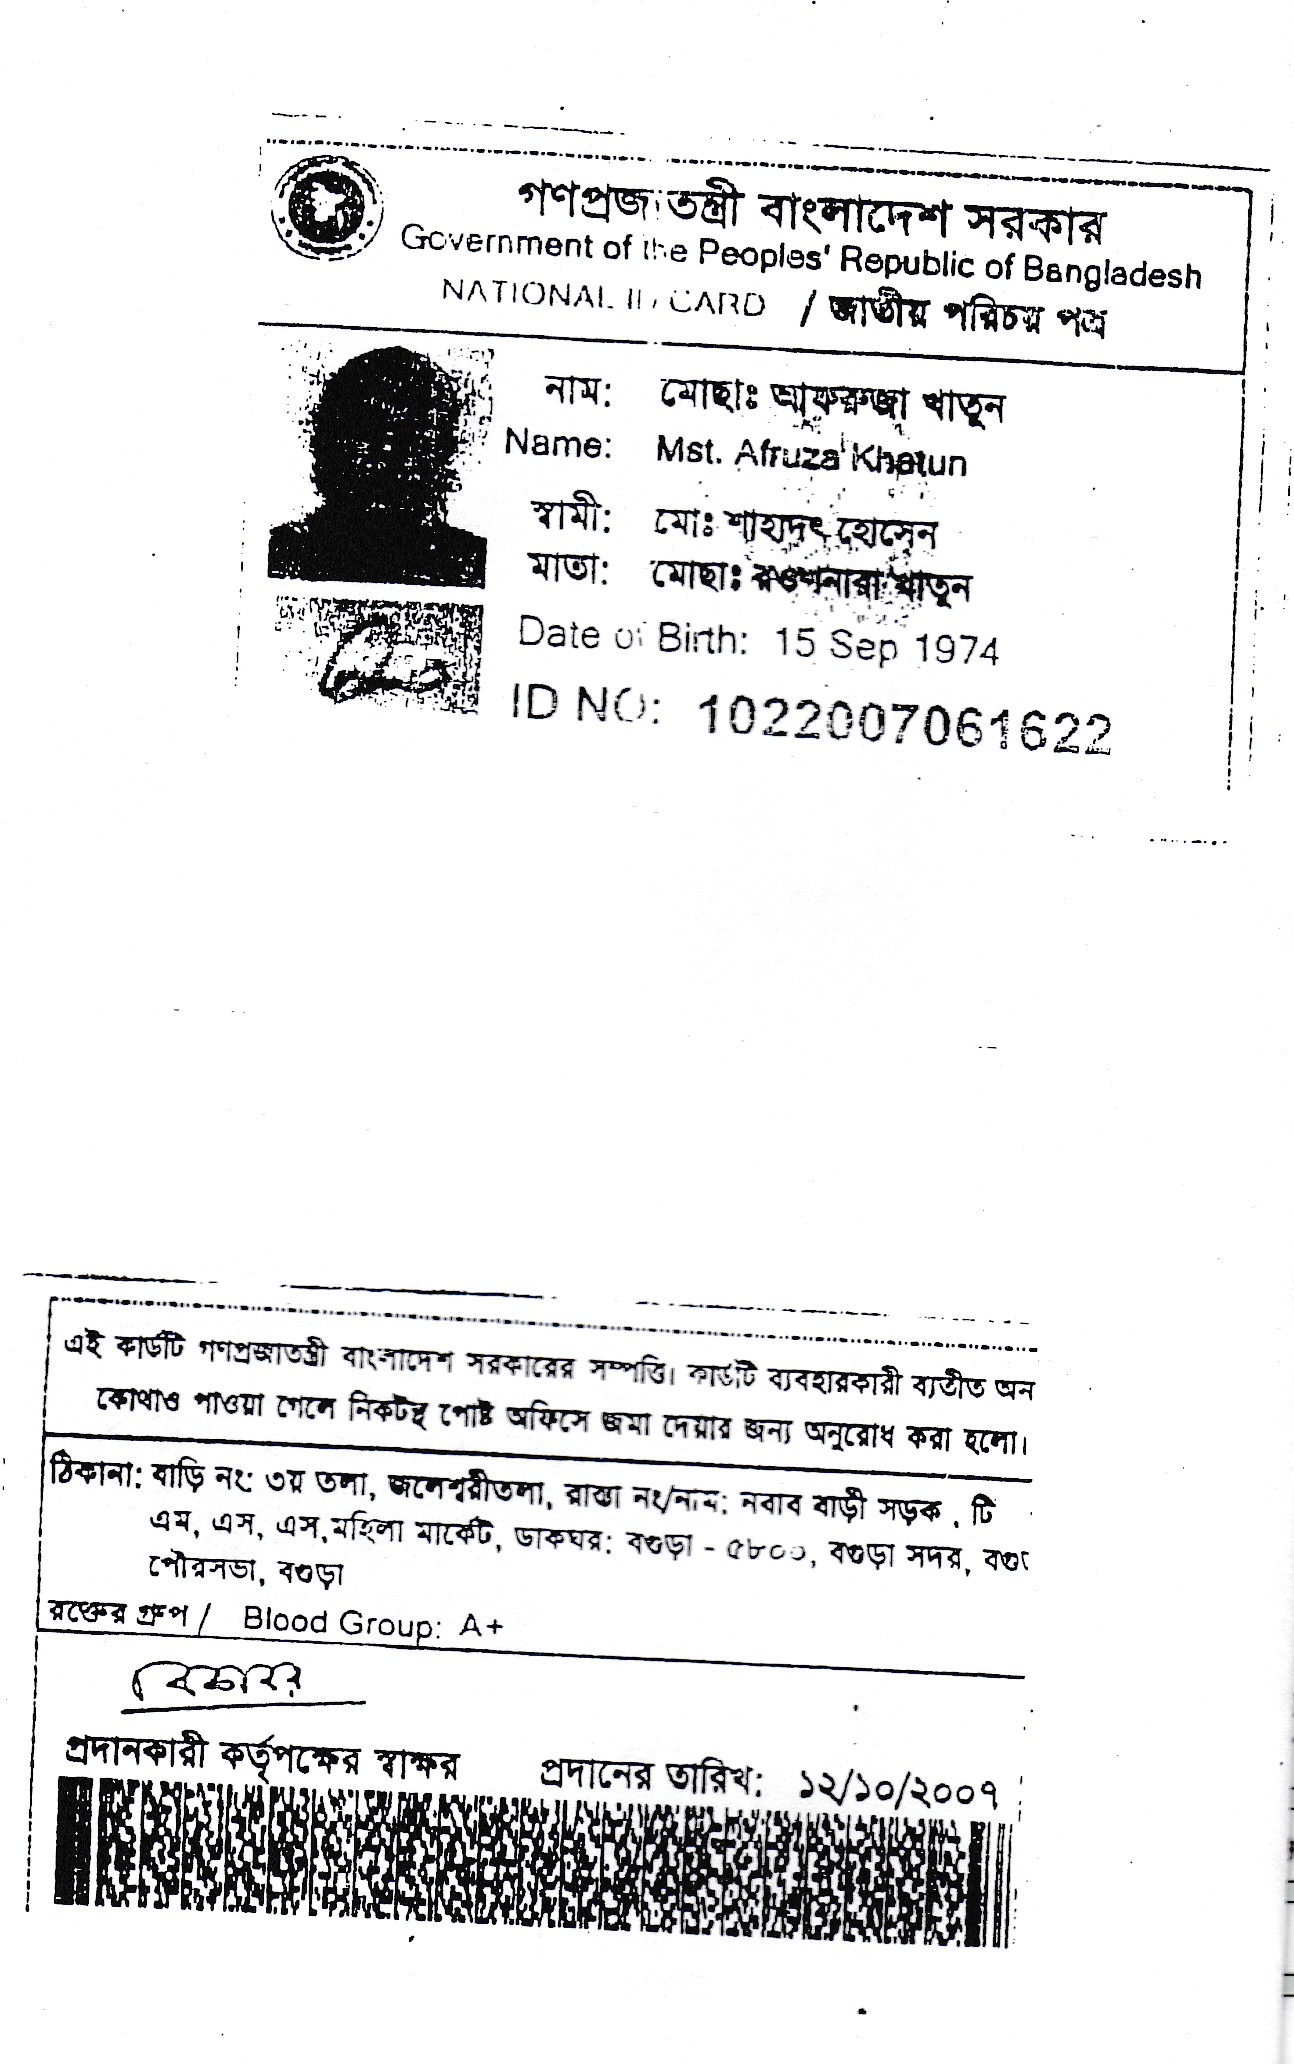 গণপ্রজাতন্ত্রী বাংলাদেশ সরকার
Government of the Peoples' Republic of Bangladesh
NATIONAL ID CARD / জাতীয় পরিচয় পত্র
নাম: মোছাঃ আফরুজা খাতুন
Name: Mst. Afruza Khatun
স্বামী: মোঃ শাহাদৎ হোসেন
মাতা: মোছাঃ রওশনারা খাতুন
Date of Birth: 15 Sep 1974
ID NO: 1022007061622
এই কার্ডটি গণপ্রজাতন্ত্রী বাংলাদেশ সরকারের সম্পত্তি। কার্ডটি ব্যবহারকারী ব্যতীত অন
কোথাও পাওয়া গেলে নিকটস্থ পোষ্ট অফিসে জমা দেয়ার জন্য অনুরোধ করা হলো।
ঠিকানা: বাড়ি নং: ৩য় তলা, জলেশ্বরীতলা, রাস্তা নং/নাম: নবাব বাড়ী সড়ক , টি
এম, এস, এস,মহিলা মার্কেট, ডাকঘর: বগুড়া - ৫৮০০, বগুড়া সদর, বগু
পৌরসভা, বগুড়া
রক্তের গ্রুপ / Blood Group: A+
প্রদানকারী কর্তৃপক্ষের স্বাক্ষর প্রদানের তারিখ: ১২/১০/২০০৭